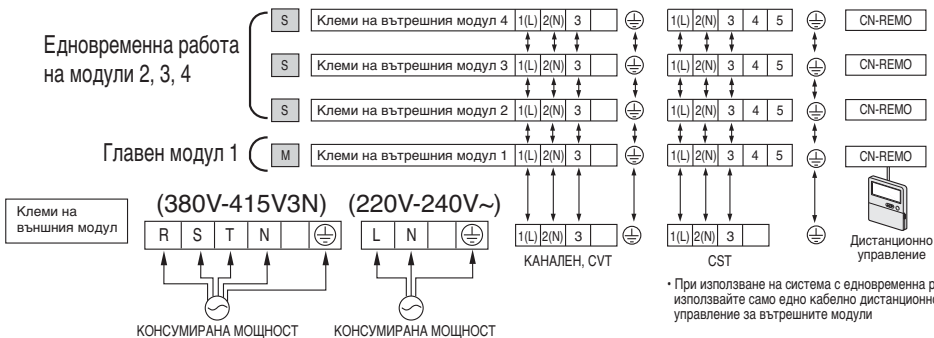 Едновременна работа
на модули 2, 3, 4
S Клеми на вътрешния модул 4 1(L) 2(N) 3 1(L) 2(N) 3 4 5 CN-REMO
S Клеми на вътрешния модул 3 1(L) 2(N) 3 1(L) 2(N) 3 4 5 CN-REMO
S Клеми на вътрешния модул 2 1(L) 2(N) 3 1(L) 2(N) 3 4 5 CN-REMO
Главен модул 1 M Клеми на вътрешния модул 1 1(L) 2(N) 3 1(L) 2(N) 3 4 5 CN-REMO
Клеми на
външния модул
(380V-415V3N) (220V-240V~)
R S T N L N 1(L) 2(N) 3 1(L) 2(N) 3
КАНАЛЕН, CVT CST
Дистанционно
управление
КОНСУМИРАНА МОЩНОСТ КОНСУМИРАНА МОЩНОСТ
• При използване на система с едновременна
използвайте само едно кабелно
управление за вътрешните модули